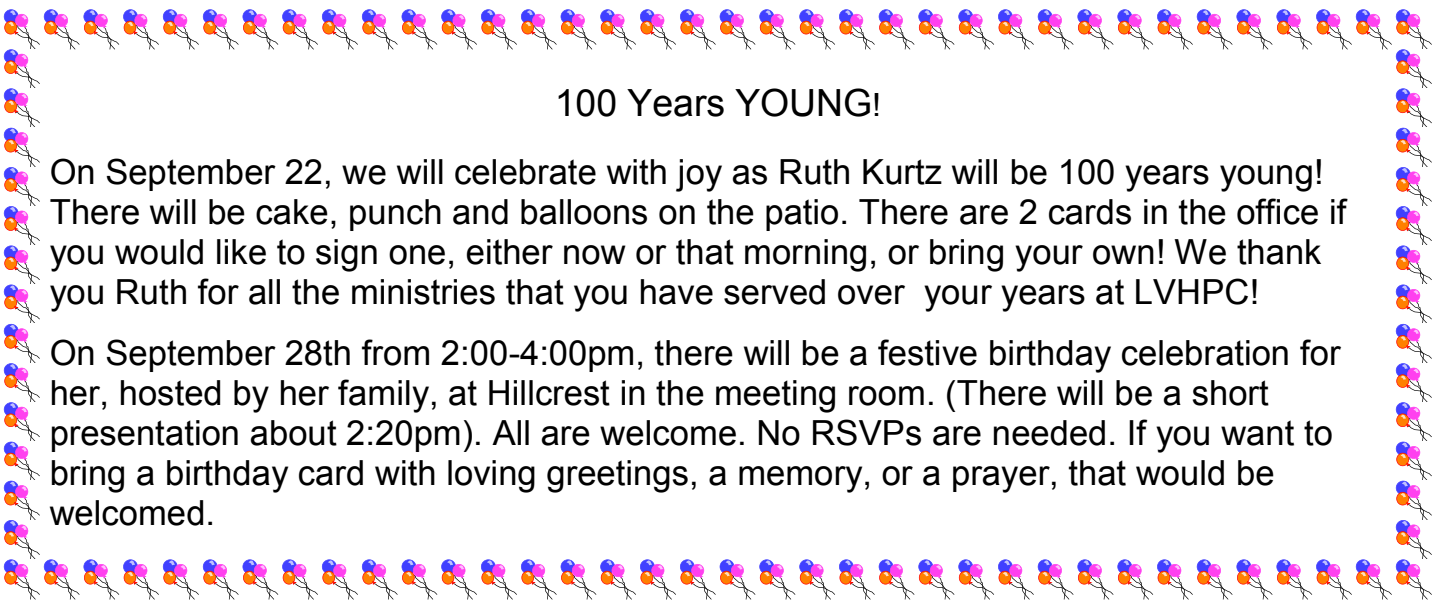 100 Years YOUNG!
On September 22, we will celebrate with joy as Ruth Kurtz will be 100 years young!
There will be cake, punch and balloons on the patio. There are 2 cards in the office if
you would like to sign one, either now or that morning, or bring your own! We thank
you Ruth for all the ministries that you have served over  your years at LVHPC!
On September 28th from 2:00-4:00pm, there will be a festive birthday celebration for
her, hosted by her family, at Hillcrest in the meeting room. (There will be a short
presentation about 2:20pm). All are welcome. No RSVPs are needed. If you want to
bring a birthday card with loving greetings, a memory, or a prayer, that would be
welcomed.